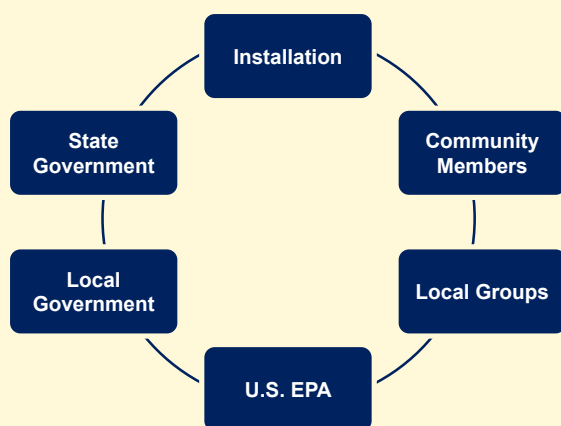 Installation
State
Government
Community
Members
Local
Government
Local Groups
U.S. EPA